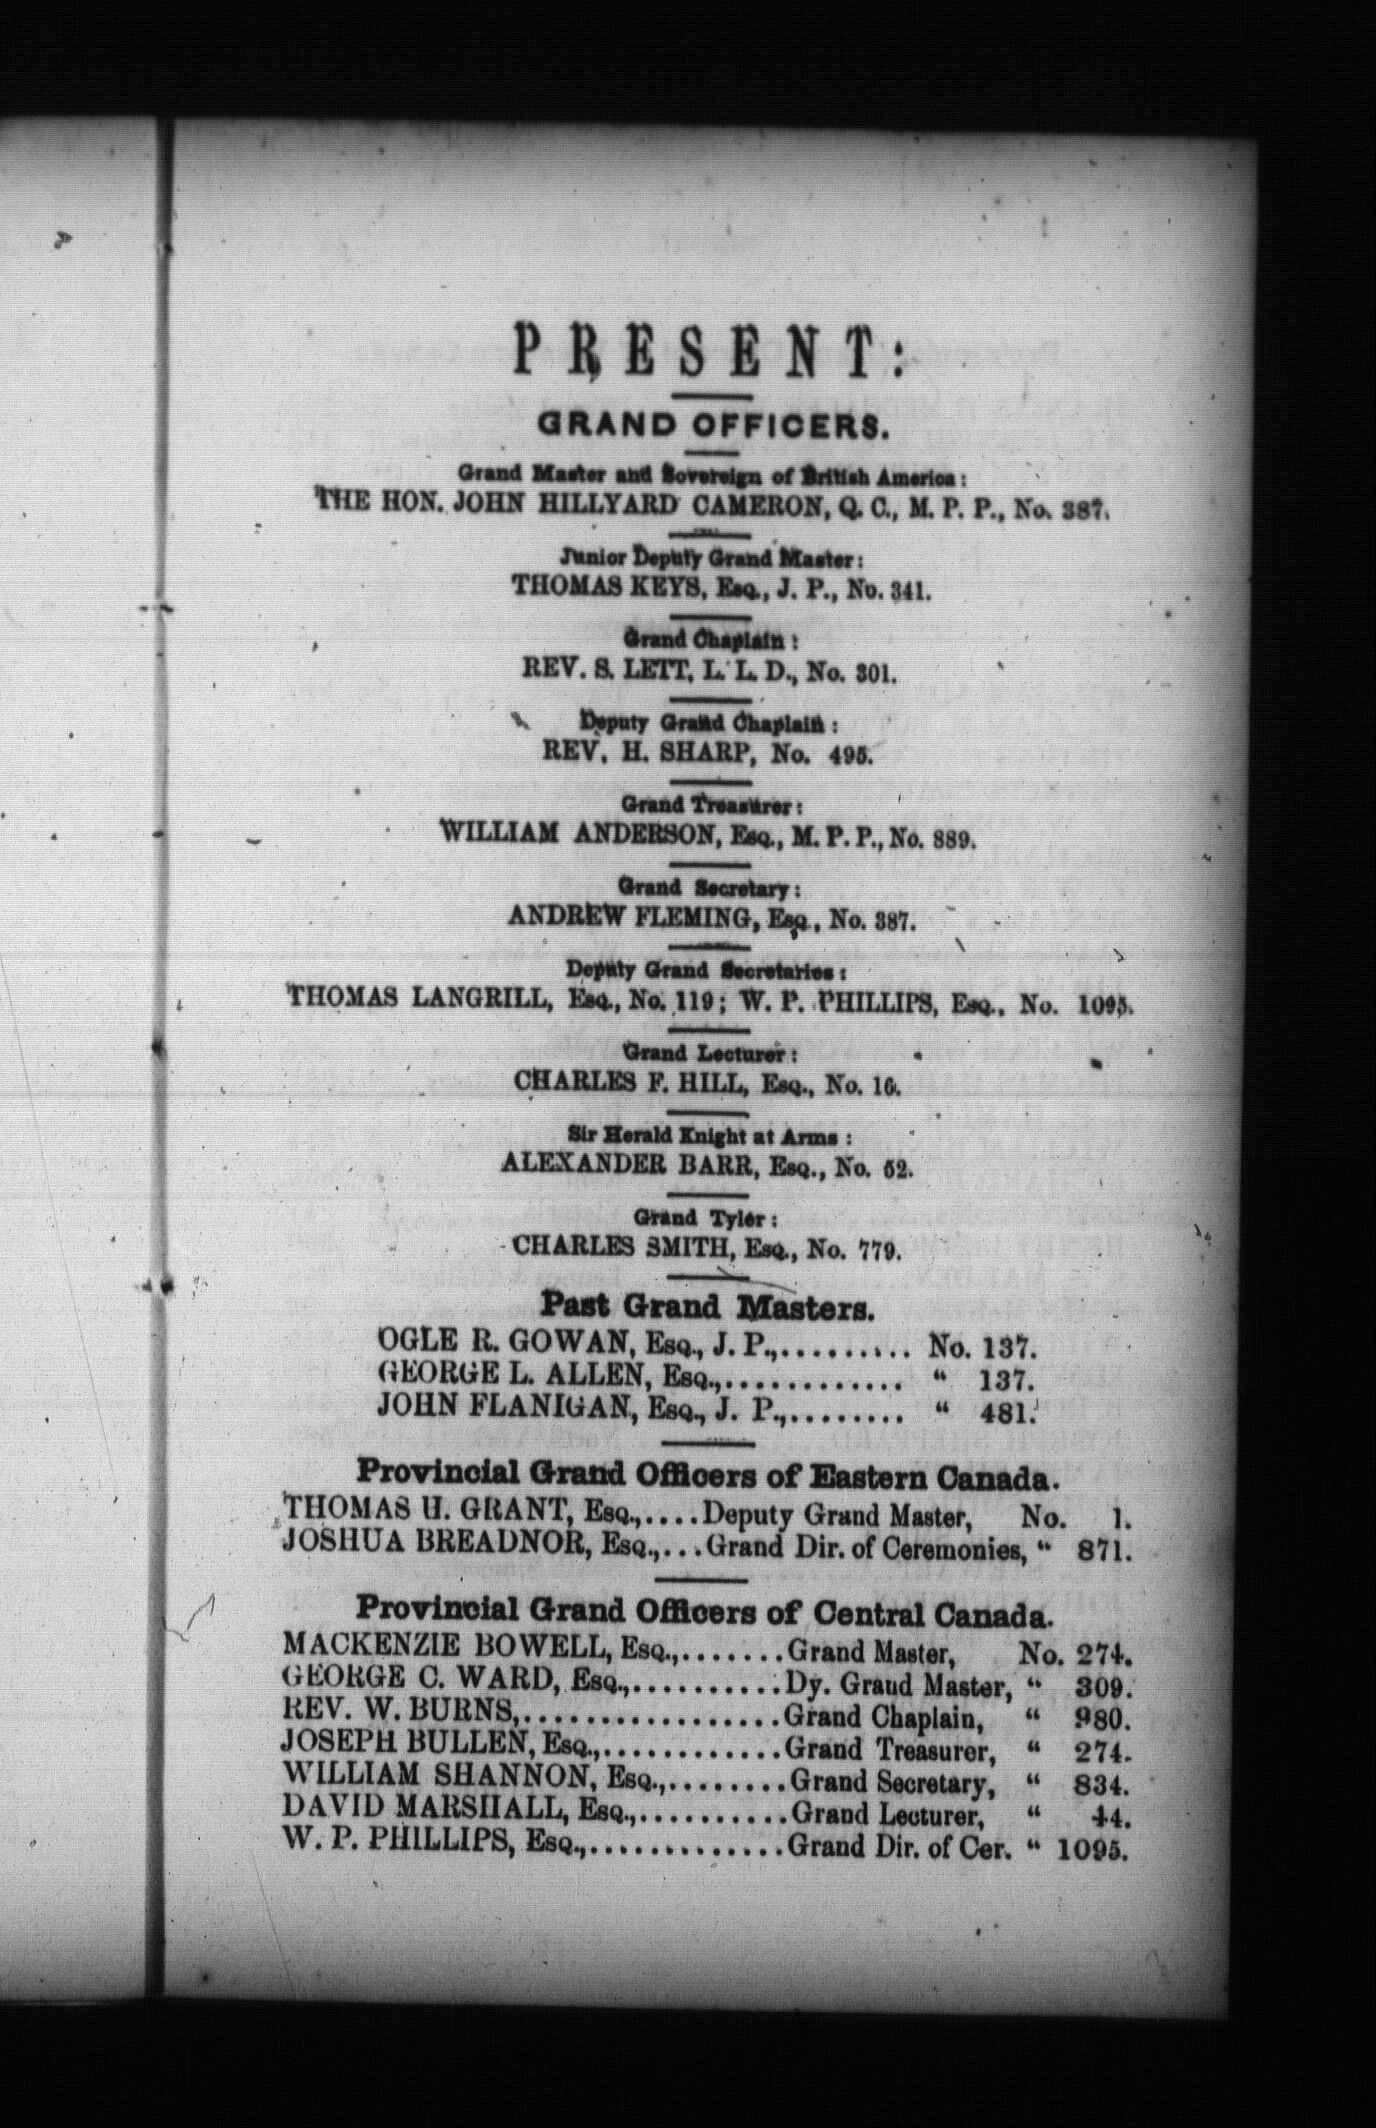 PRESENT:
GRAND OFFICERS.
Grand Master and Sovereign of British America:
THE HON. JOHN HILLYARD CAMERON, Q. C., M. P. P., No. 387.
Junior Deputy Grand Master:
THOMAS KEYS, Esq., J. P., No. 341.
Grand Chaplain:
REV. S. LETT, L. L. D., No. 301.
Deputy Grand Chaplain:
REV. H. SHARP, No. 495.
Grand Treasurer:
WILLIAM ANDERSON, Esq., M. P. P., No. 889.
Grand Secretary:
ANDREW FLEMING, Esq., No. 387.
Deputy Grand Secretaries:
THOMAS LANGRILL, Esq., No. 119; W. P. PHILLIPS, Esq., No. 1095.
Grand Lecturer:
CHARLES F. HILL, Esq., No. 16.
Sir Herald Knight at Arms:
ALEXANDER BARR, Esq., No. 52.
Grand Tyler:
CHARLES SMITH, Esq., No. 779.
Past Grand Masters.
OGLE R. GOWAN, Esq., J. P.,......... No. 137.
GEORGE L. ALLEN, Esq.,............ " 137.
JOHN FLANIGAN, Esq., J. P.,........ " 481.
Provincial Grand Officers of Eastern Canada.
THOMAS H. GRANT, Esq.,....Deputy Grand Master, No. 1.
JOSHUA BREADNOR, Esq.,...Grand Dir. of Ceremonies, " 871.
Provincial Grand Officers of Central Canada.
MACKENZIE BOWELL, Esq.,.......Grand Master, No. 274.
GEORGE C. WARD, Esq.,..........Dy. Grand Master, " 309.
REV. W. BURNS,.................Grand Chaplain, " 980.
JOSEPH BULLEN, Esq.,............Grand Treasurer, " 274.
WILLIAM SHANNON, Esq.,........Grand Secretary, " 834.
DAVID MARSHALL, Esq.,..........Grand Lecturer, " 44.
W. P. PHILLIPS, Esq.,.............Grand Dir. of Cer. " 1095.